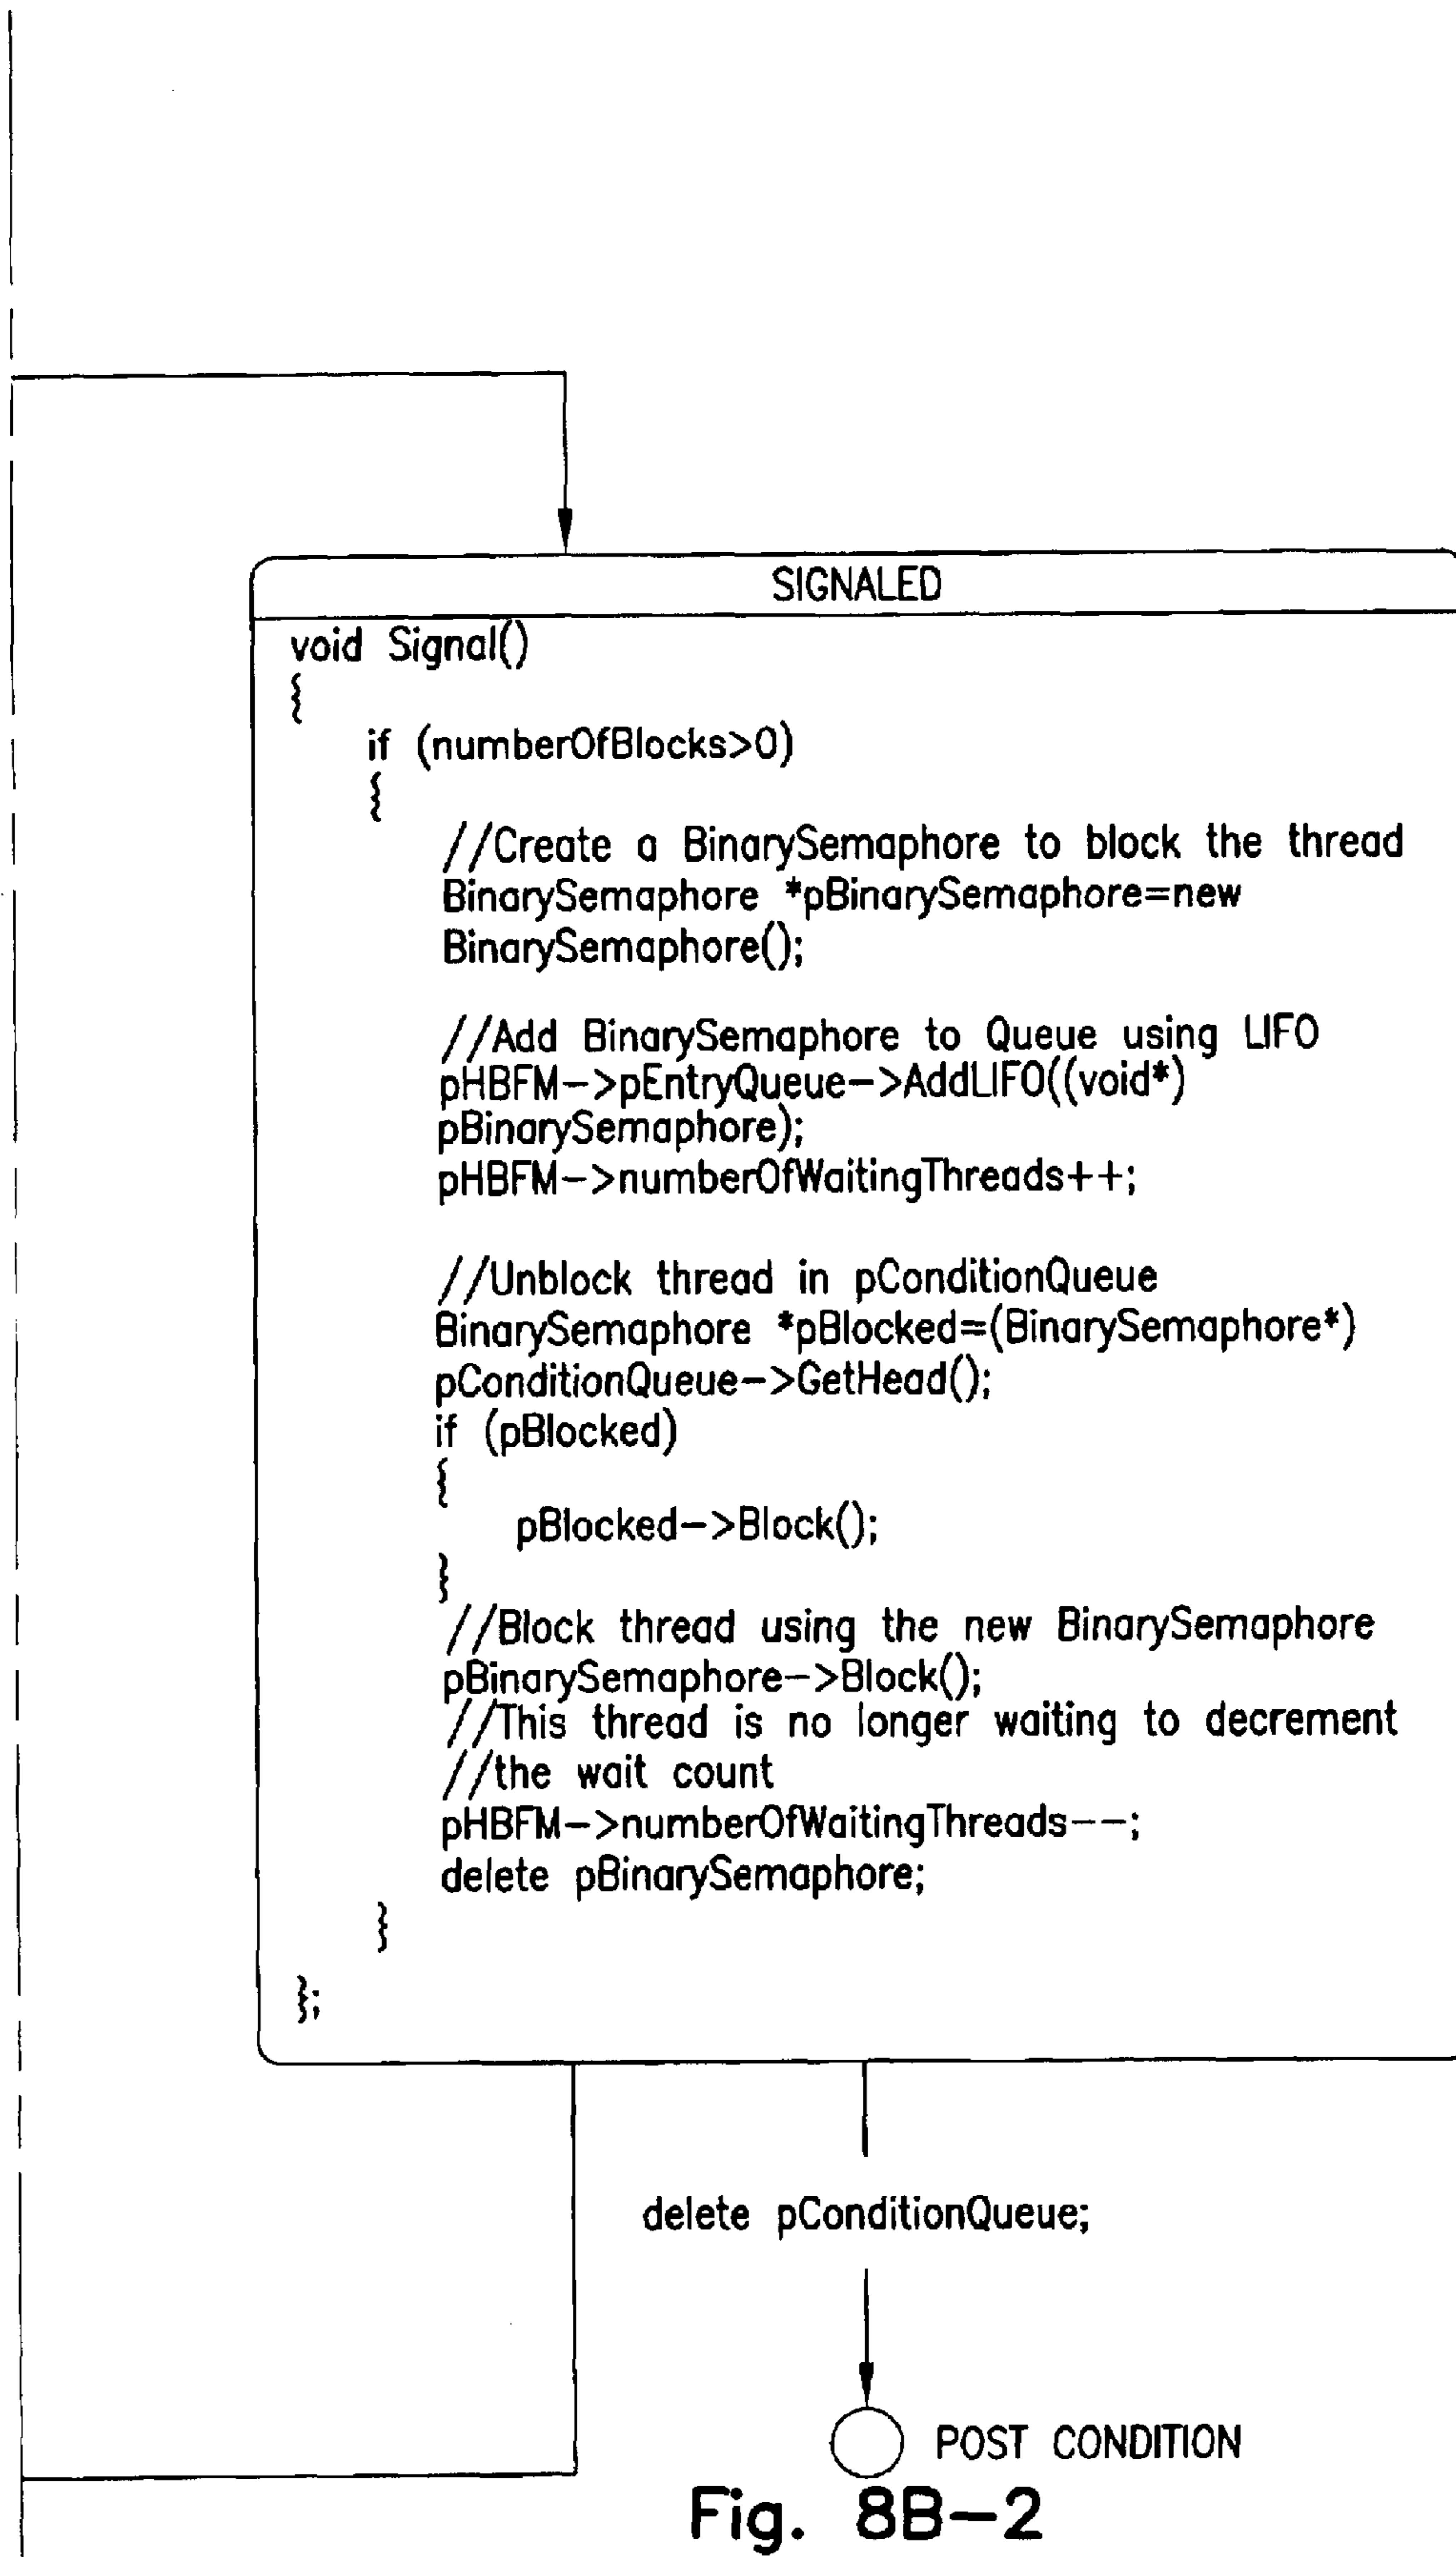 SIGNALED
void Signal()
{
if (numberOfBlocks>0)
{
//Create a BinarySemaphore to block the thread
BinarySemaphore *pBinarySemaphore=new
BinarySemaphore();
//Add BinarySemaphore to Queue using LIFO
pHBFM->pEntryQueue->AddLIFO((void*)
pBinarySemaphore);
pHBFM->numberOfWaitingThreads++;
//Unblock thread in pConditionQueue
BinarySemaphore *pBlocked=(BinarySemaphore*)
pConditionQueue->GetHead();
if (pBlocked)
{
pBlocked->Block();
}
//Block thread using the new BinarySemaphore
pBinarySemaphore->Block();
//This thread is no longer waiting to decrement
//the wait count
pHBFM->numberOfWaitingThreads--;
delete pBinarySemaphore;
}
};
delete pConditionQueue;
POST CONDITION
Fig. 8B-2